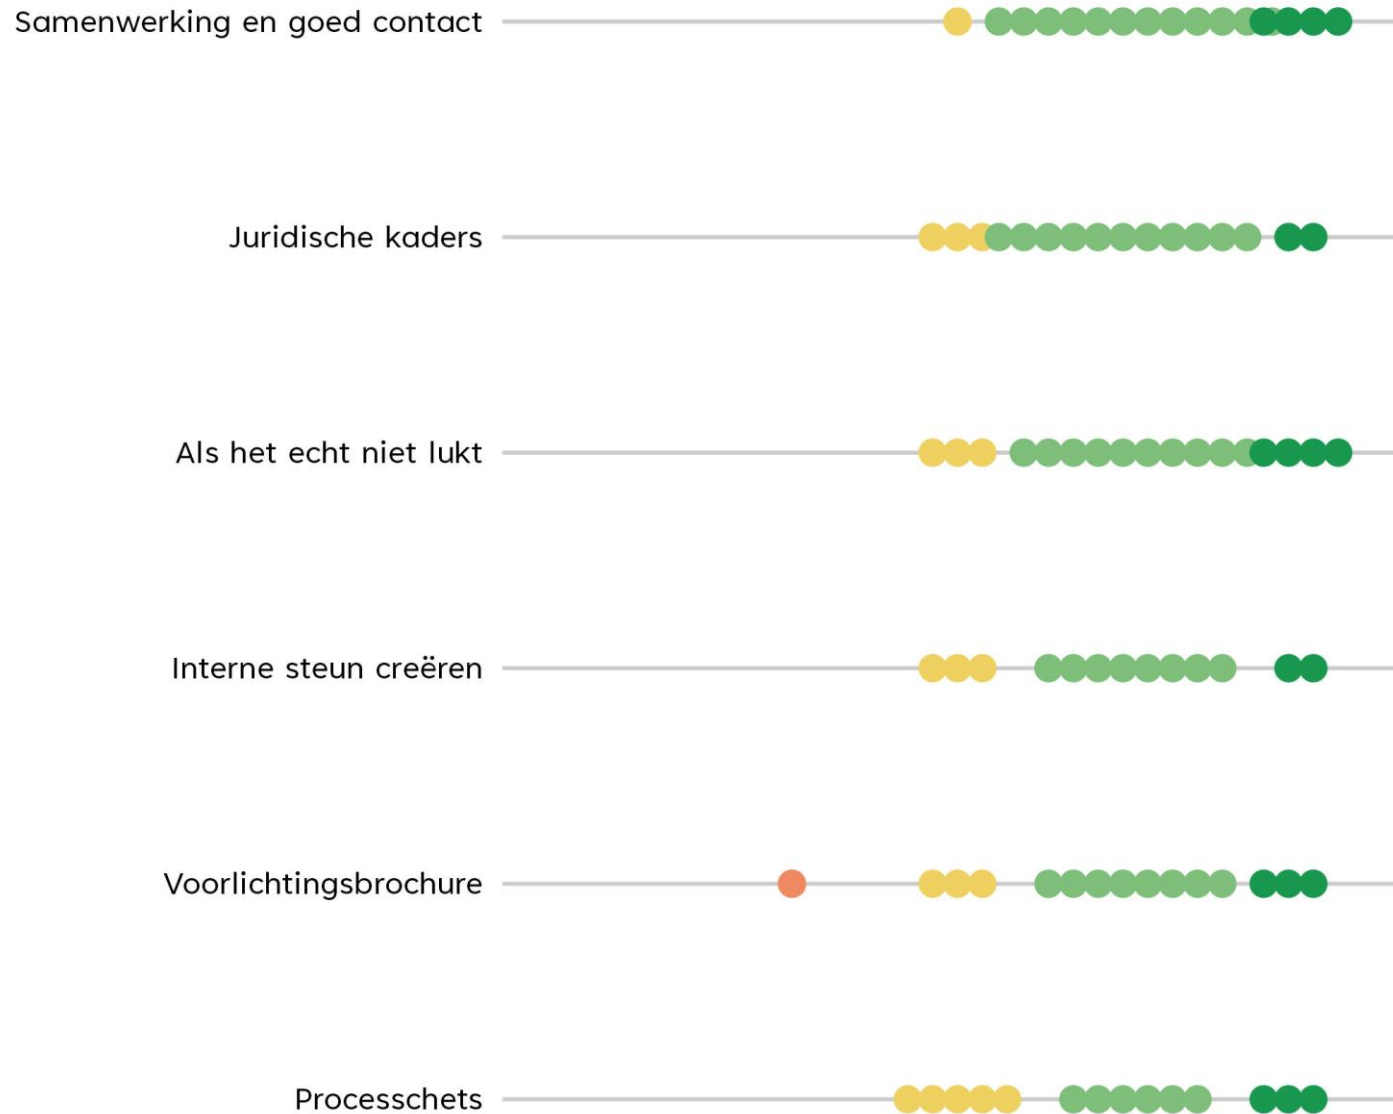 Samenwerking en goed contact
Juridische kaders
Als het echt niet lukt
Interne steun creëren
Voorlichtingsbrochure
Processchets